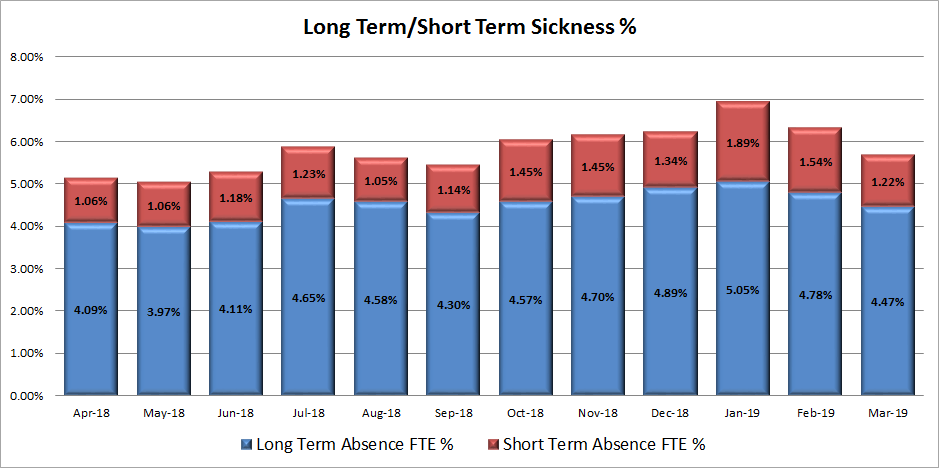 Long Term/Short Term Sickness %
8.00%
7.00%
6.00%
5.00%
4.00%
3.00%
2.00%
1.00%
0.00%
1.06% 1.06% 1.18% 1.23% 1.05% 1.14% 1.45% 1.45% 1.34% 1.89% 1.54% 1.22%
4.09% 3.97% 4.11% 4.65% 4.58% 4.30% 4.57% 4.70% 4.89% 5.05% 4.78% 4.47%
Apr-18 May-18 Jun-18 Jul-18 Aug-18 Sep-18 Oct-18 Nov-18 Dec-18 Jan-19 Feb-19 Mar-19
Long Term Absence FTE % Short Term Absence FTE %